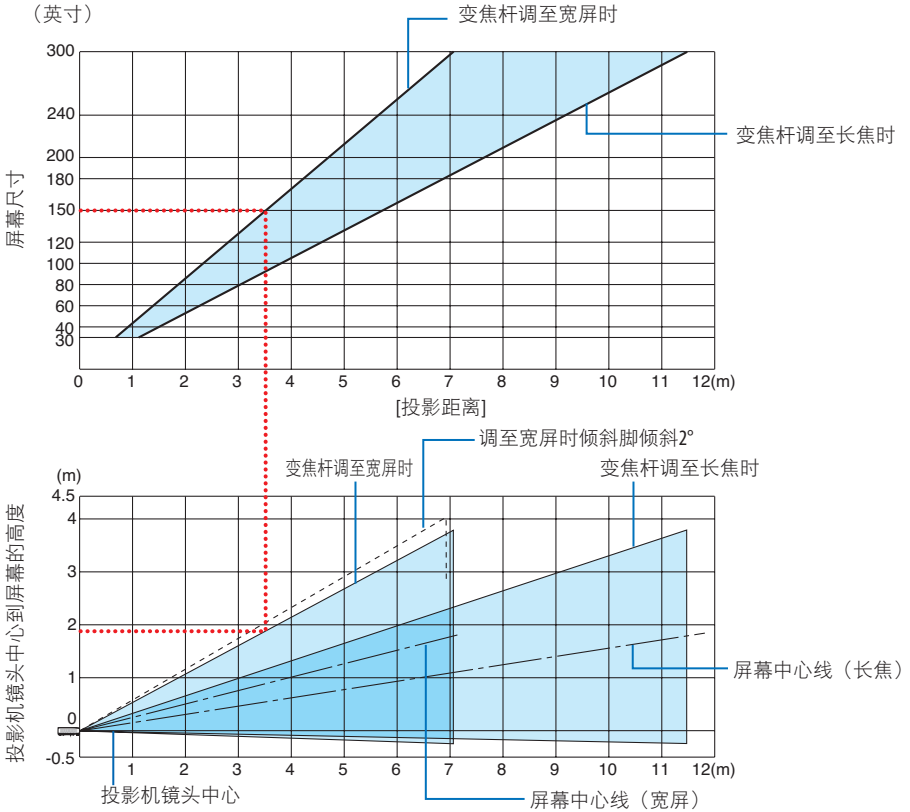 （英寸）
变焦杆调至宽屏时
300
240
200
180
150
120
100
80
60
40
30
屏幕尺寸
变焦杆调至长焦时
0 1 2 3 4 5 6 7 8 9 10 11 12(m)
[投影距离]
调至宽屏时倾斜脚倾斜2°
变焦杆调至宽屏时
变焦杆调至长焦时
(m)
4.5
4
3
2
1
0
-0.5
投影机镜头中心到屏幕的高度
屏幕中心线（长焦）
1 2 3 4 5 6 7 8 9 10 11 12(m)
投影机镜头中心
屏幕中心线（宽屏）